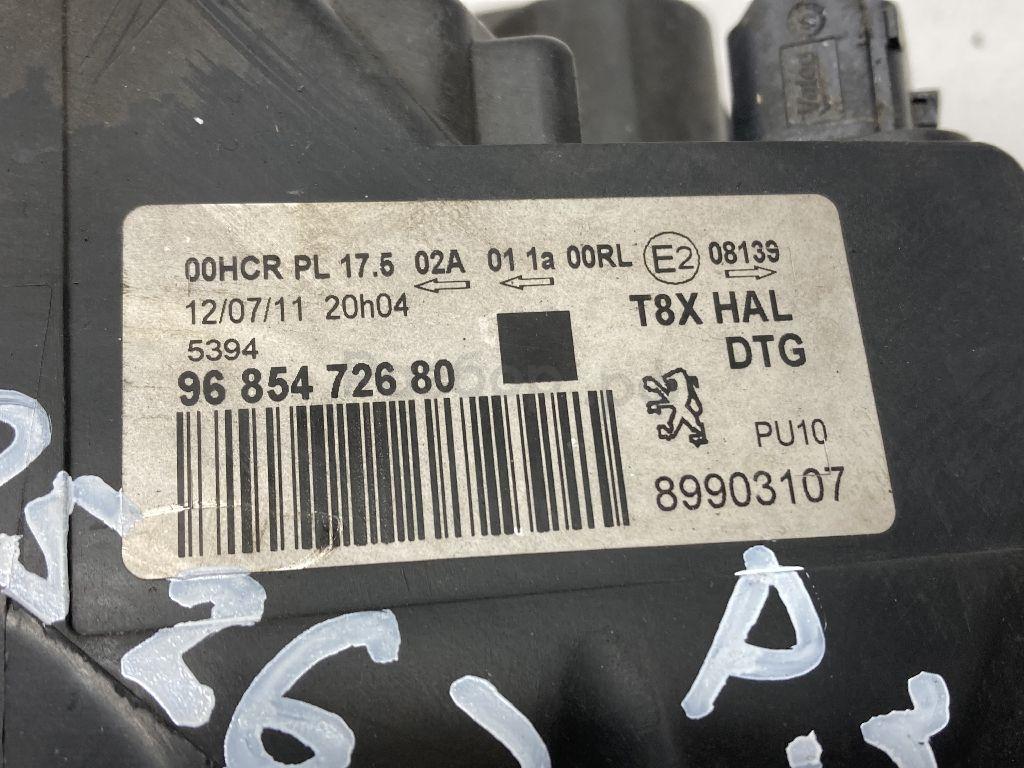 Valeo
00HCR PL 17.5 02A 01 1a 00RL E2 08139
12/07/11 20h04
T8X HAL
5394
DTG
96 854 726 80
PU10
89903107